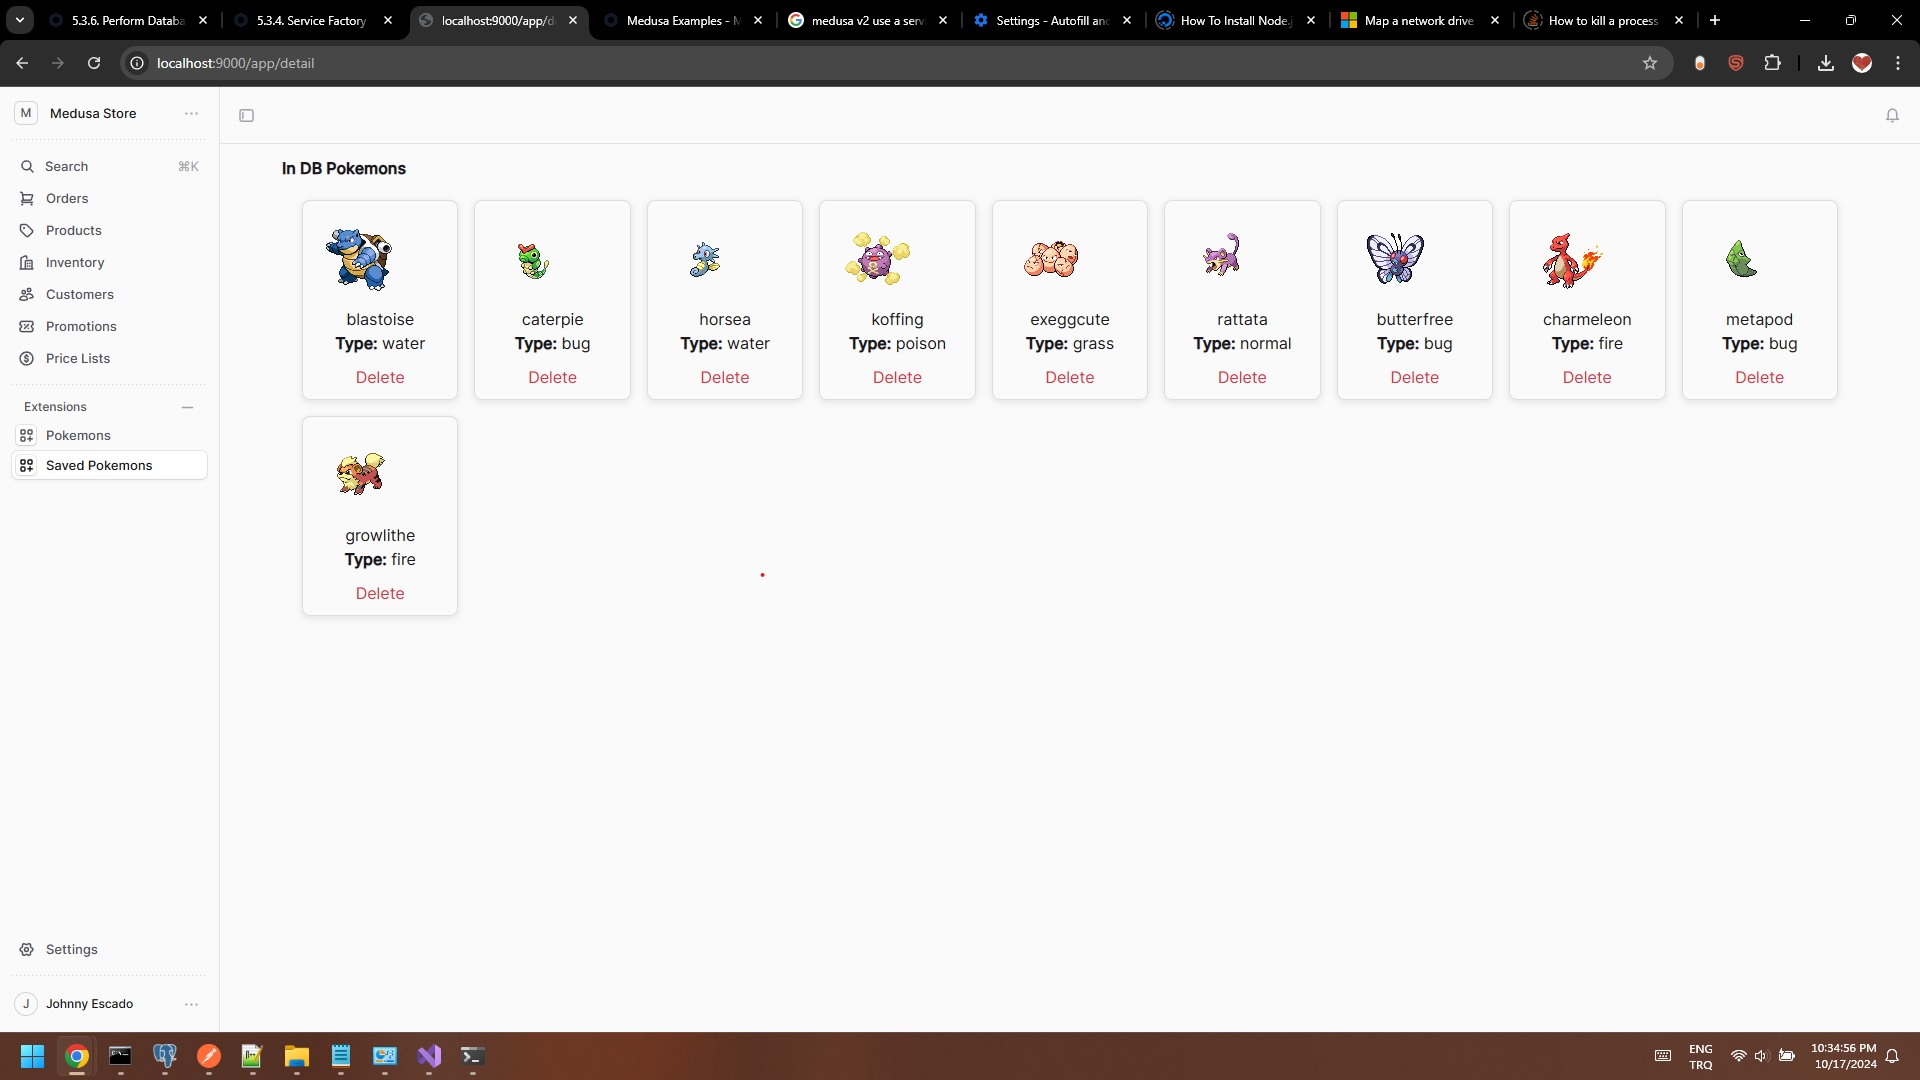 5.3.6. Perform Databa
5.3.4. Service Factory
localhost:9000/app/d
Medusa Examples - M
medusa v2 use a serv
Settings - Autofill an
How To Install Node.j
Map a network drive
How to kill a process
localhost:9000/app/detail
M Medusa Store
Search ⌘K
Orders
Products
Inventory
Customers
Promotions
Price Lists
Extensions
Pokemons
Saved Pokemons
Settings
J Johnny Escado
In DB Pokemons
blastoise
Type: water
Delete
caterpie
Type: bug
Delete
horsea
Type: water
Delete
koffing
Type: poison
Delete
exeggcute
Type: grass
Delete
rattata
Type: normal
Delete
butterfree
Type: bug
Delete
charmeleon
Type: fire
Delete
metapod
Type: bug
Delete
growlithe
Type: fire
Delete
ENG
TRQ
10:34:56 PM
10/17/2024